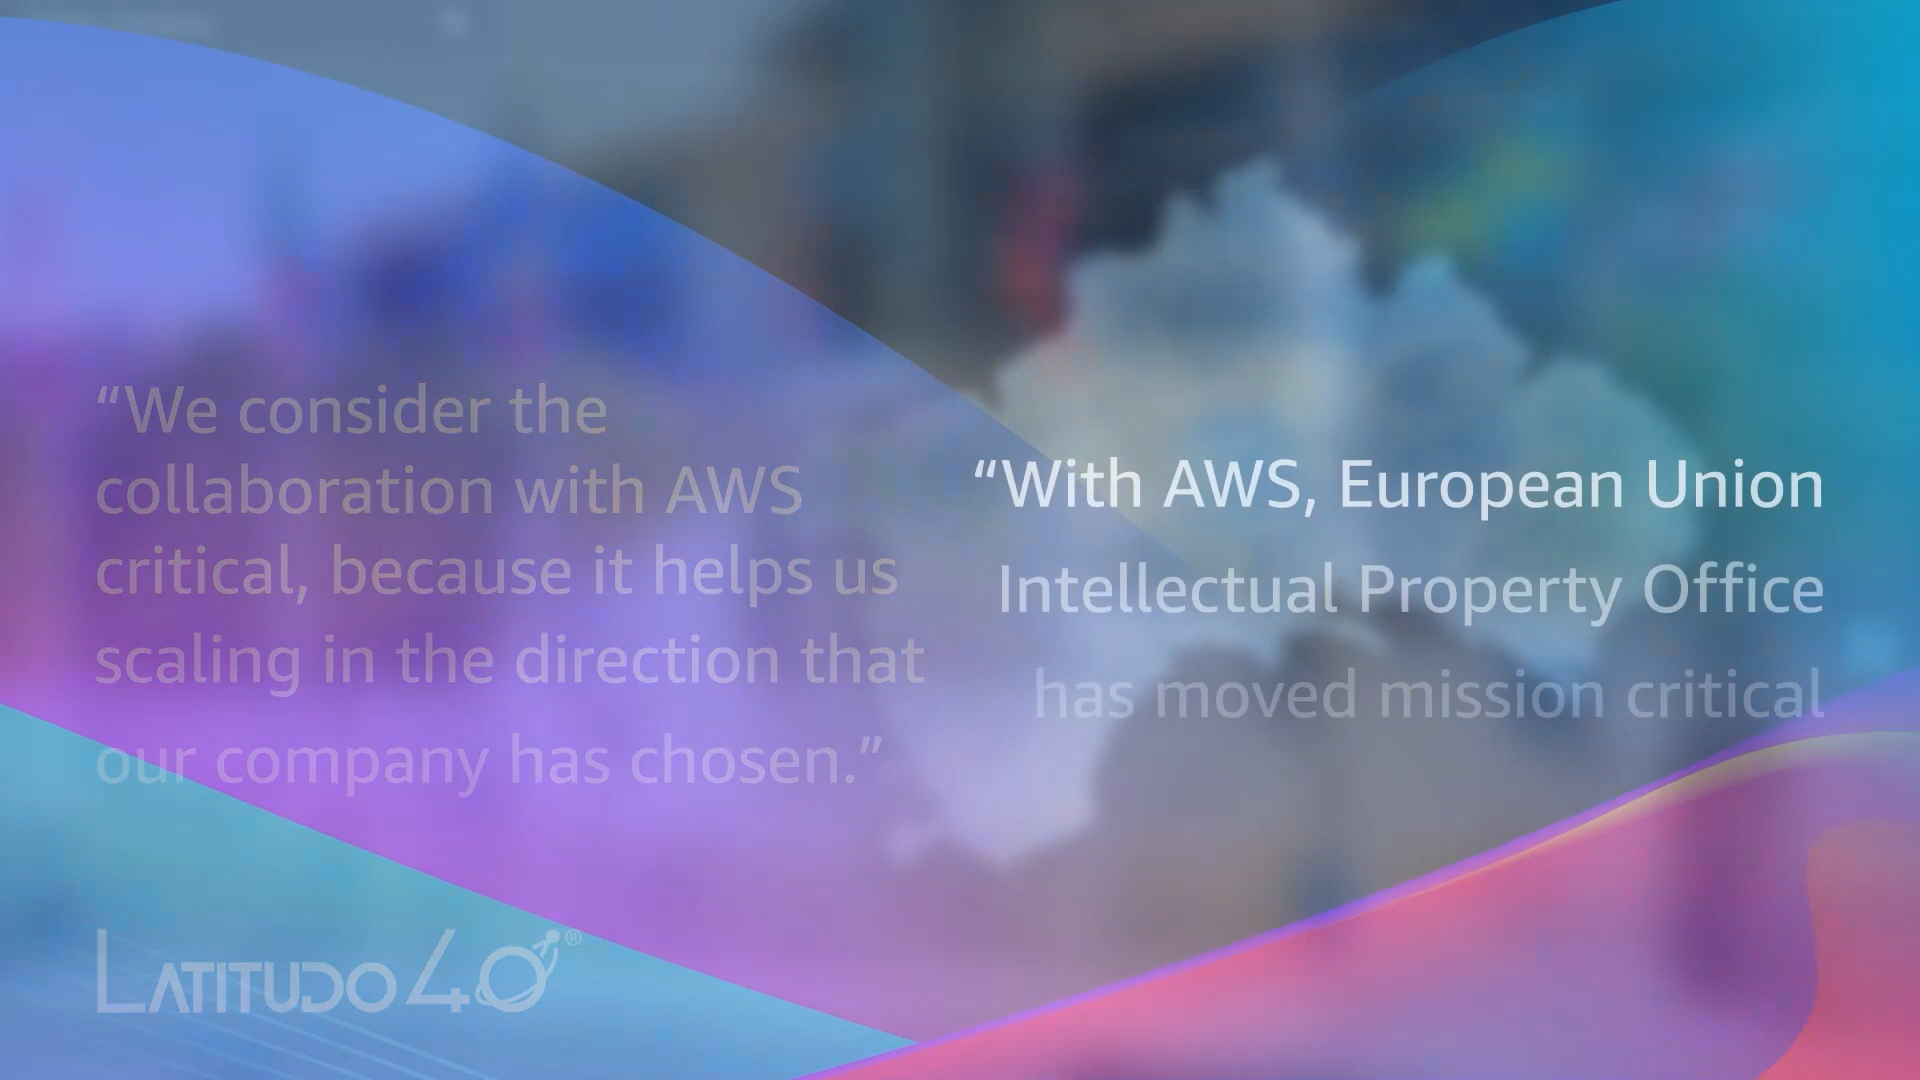 “We consider the
collaboration with AWS
critical, because it helps us
scaling in the direction that
our company has chosen.”
LATITUDO 40®
“With AWS, European Union
Intellectual Property Office
has moved mission critical